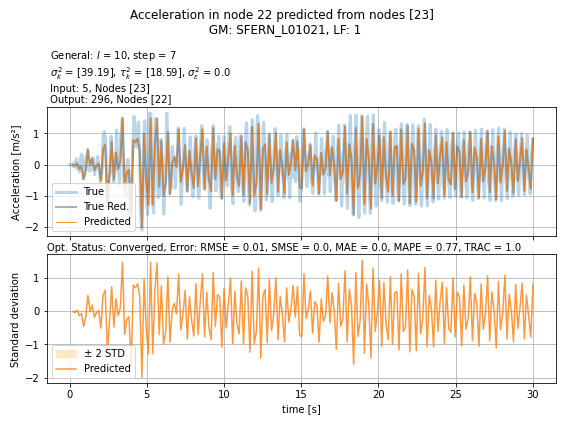 Acceleration in node 22 predicted from nodes [23]
GM: SFERN_L01021, LF: 1
General: l = 10, step = 7
σ_k² = [39.19], τ_k² = [18.59], σ_ε² = 0.0
Input: 5, Nodes [23]
Output: 296, Nodes [22]
Acceleration [m/s²]
1
0
−1
−2
True
True Red.
Predicted
Opt. Status: Converged, Error: RMSE = 0.01, SMSE = 0.0, MAE = 0.0, MAPE = 0.77, TRAC = 1.0
Standard deviation
1
0
−1
−2
± 2 STD
Predicted
0 5 10 15 20 25 30
time [s]